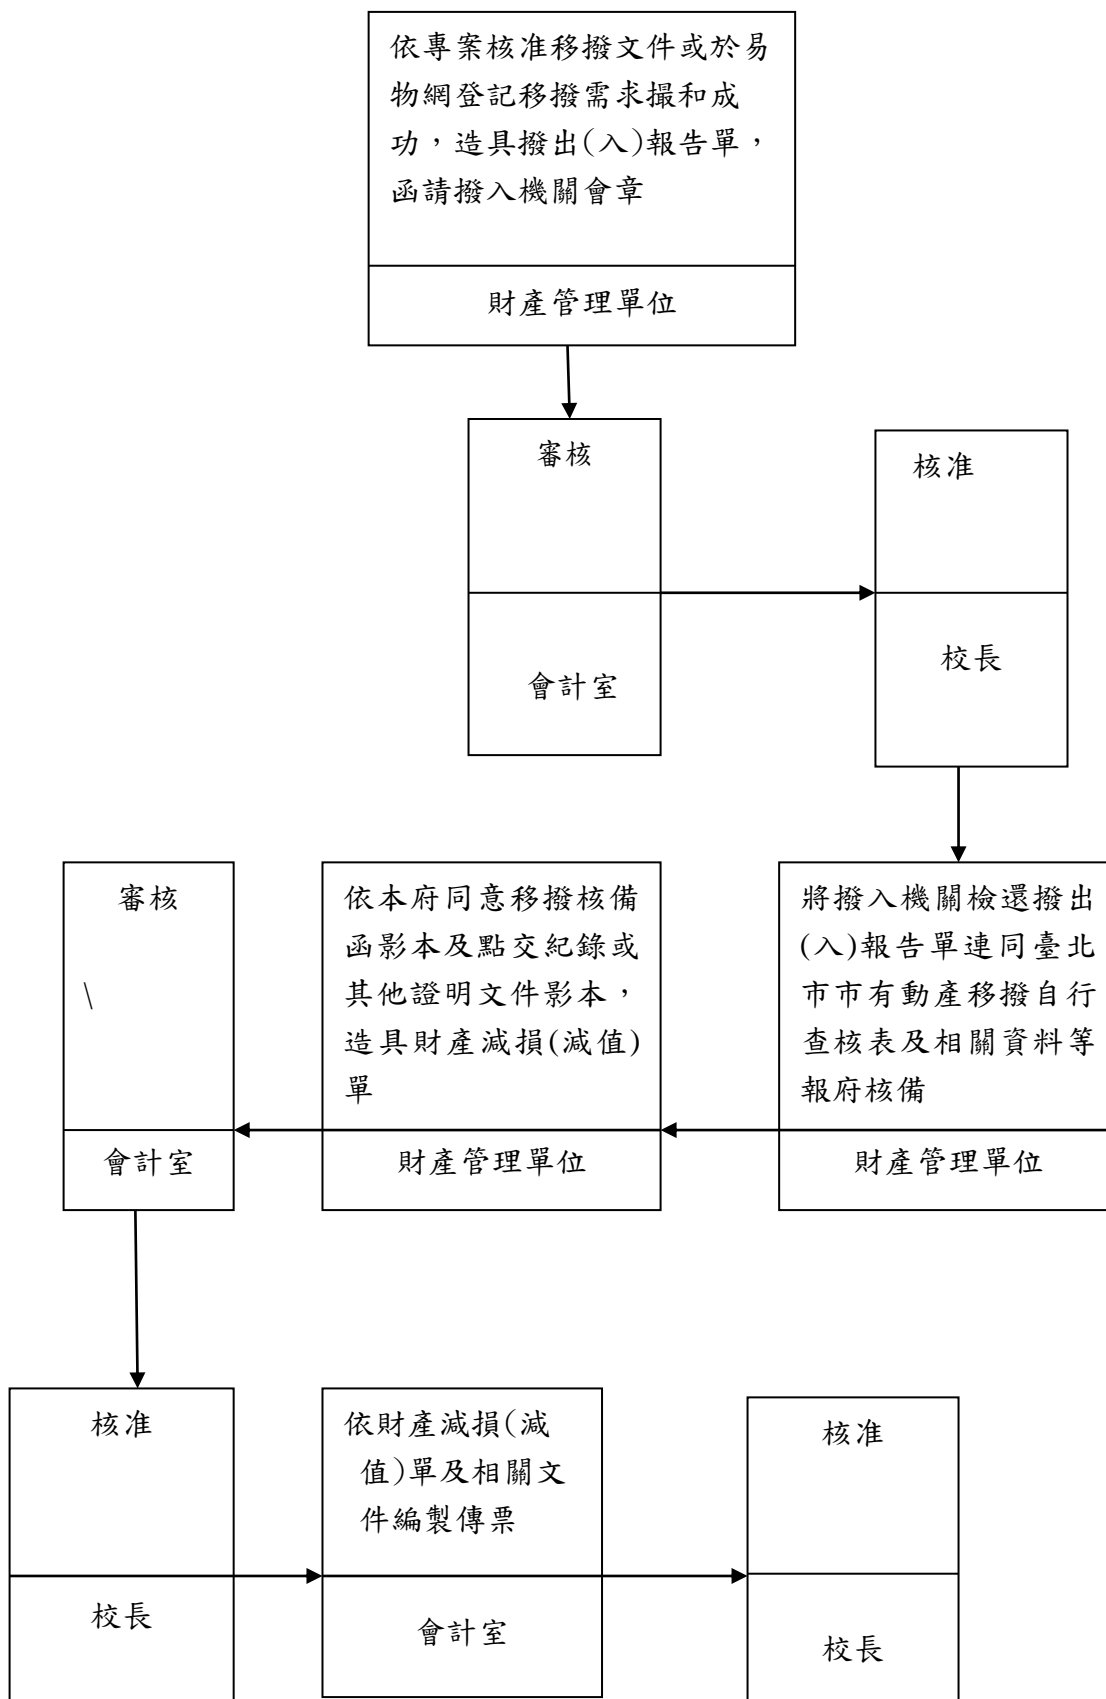 依專案核准移撥文件或於易
物網登記移撥需求撮和成
功，造具撥出(入)報告單，
函請撥入機關會章
財產管理單位
審核
會計室
核准
校長
將撥入機關檢還撥出
(入)報告單連同臺北
市市有動產移撥自行
查核表及相關資料等
報府核備
財產管理單位
依本府同意移撥核備
函影本及點交紀錄或
其他證明文件影本，
造具財產減損(減值)
單
財產管理單位
審核
\
會計室
核准
校長
依財產減損(減
值)單及相關文
件編製傳票
會計室
核准
校長